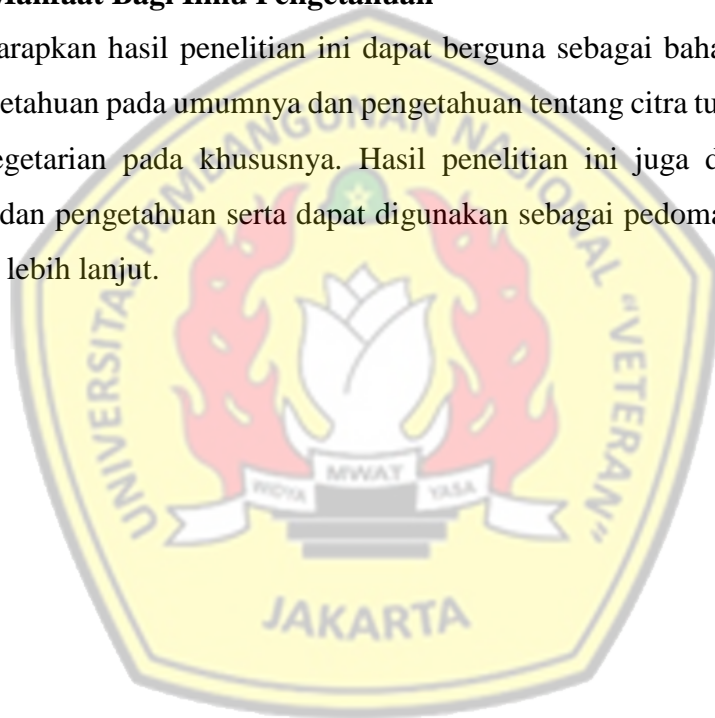 Manfaat Bagi Ilmu Pengetahuan
arapkan hasil penelitian ini dapat berguna sebagai baha
etahuan pada umumnya dan pengetahuan tentang citra tu
egetarian pada khususnya. Hasil penelitian ini juga d
dan pengetahuan serta dapat digunakan sebagai pedoma
lebih lanjut.
UNIVERSITAS PEMBANGUNAN NASIONAL "VETERAN"
WIDYA MWAT YASA
JAKARTA